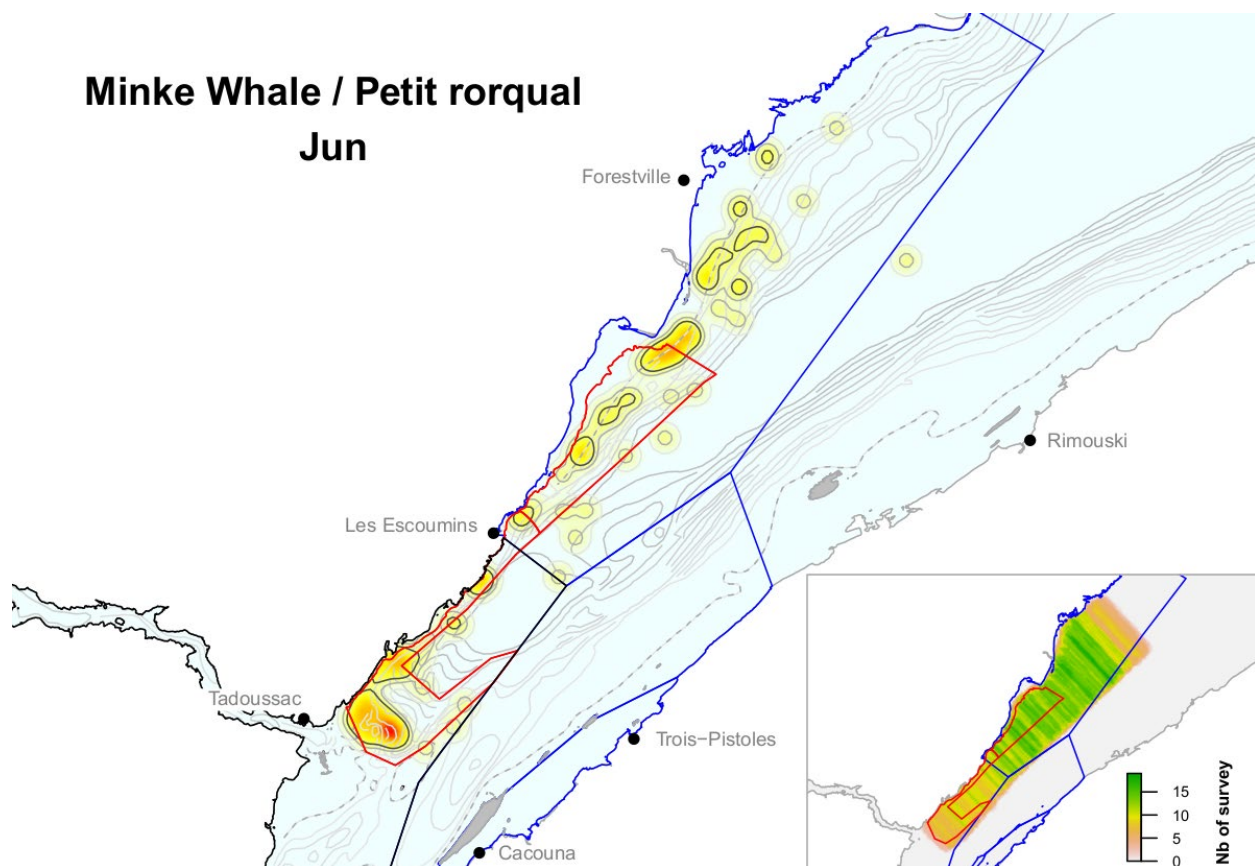 Minke Whale / Petit rorqual
Jun
Forestville
Rimouski
Les Escoumins
Tadoussac
Trois−Pistoles
Cacouna
15
10
5
0
Nb of survey